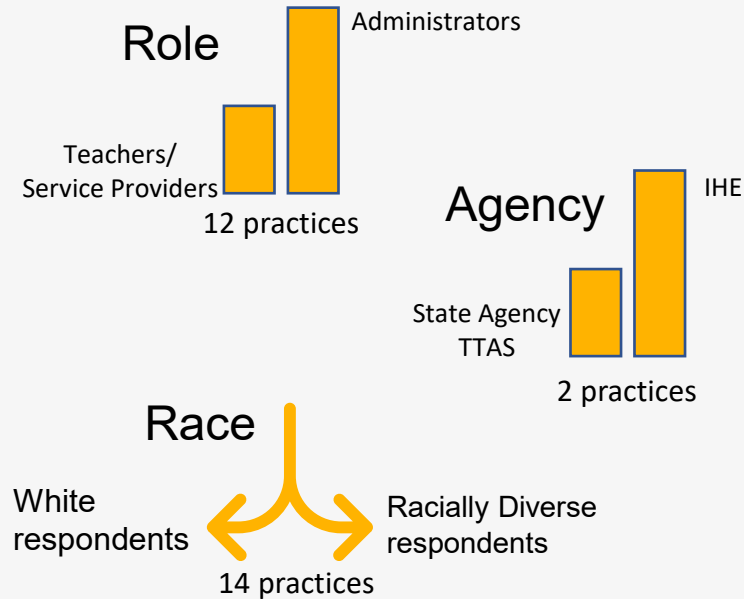 Role
Administrators
Teachers/
Service Providers
12 practices
Agency
IHE
State Agency
TTAS
2 practices
Race
White
respondents
Racially Diverse
respondents
14 practices